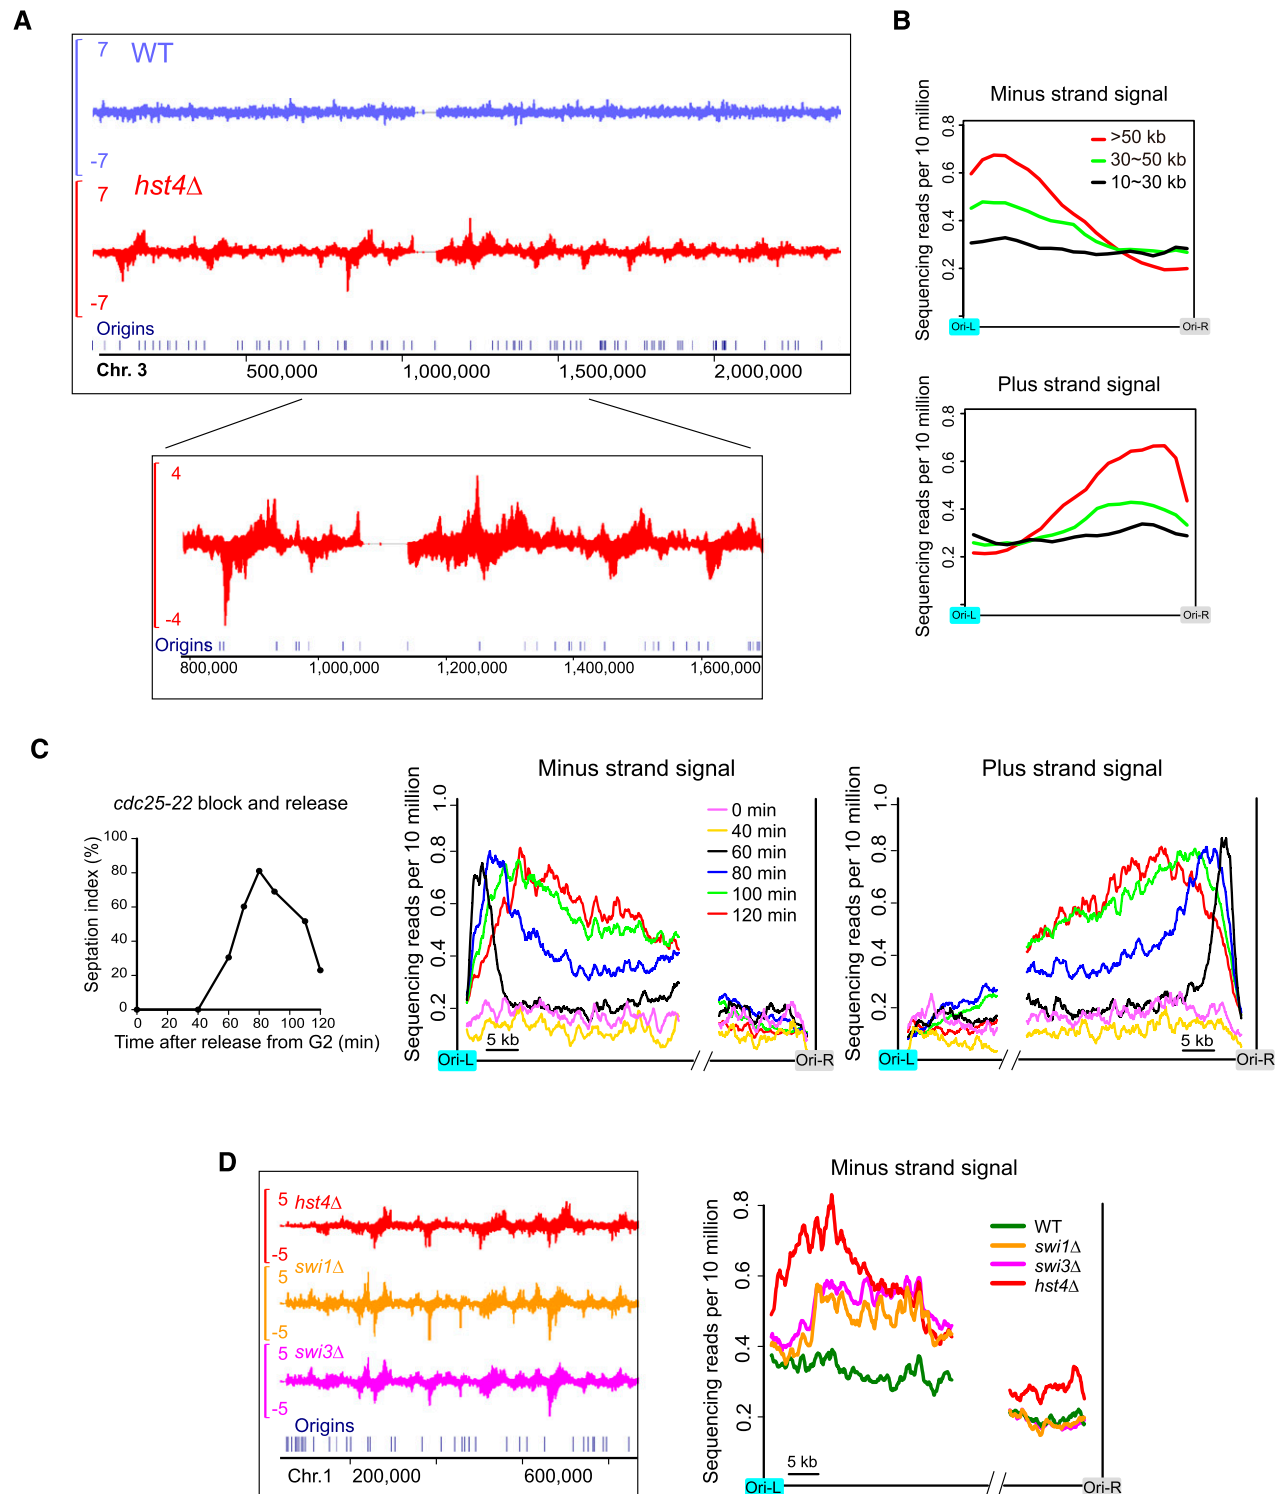 A
7 WT
-7
7 hst4Δ
-7
Origins
Chr. 3 500,000 1,000,000 1,500,000 2,000,000
4
-4
Origins
800,000 1,000,000 1,200,000 1,400,000 1,600,000
B
Minus strand signal
Sequencing reads per 10 million
0.8
0.6
0.4
0.2
>50 kb
30~50 kb
10~30 kb
Ori-L Ori-R
Plus strand signal
Sequencing reads per 10 million
0.8
0.6
0.4
0.2
Ori-L Ori-R
C
cdc25-22 block and release
Septation index (%)
100
80
60
40
20
0
0 20 40 60 80 100 120
Time after release from G2 (min)
Minus strand signal
Sequencing reads per 10 million
1.0
0.8
0.6
0.4
0.2
0 min
40 min
60 min
80 min
100 min
120 min
5 kb
Ori-L Ori-R
Plus strand signal
Sequencing reads per 10 million
1.0
0.8
0.6
0.4
0.2
5 kb
Ori-L Ori-R
D
5 hst4Δ
-5
5 swi1Δ
-5
5 swi3Δ
-5
Origins
Chr.1 200,000 600,000
Minus strand signal
Sequencing reads per 10 million
0.8
0.6
0.4
0.2
WT
swi1Δ
swi3Δ
hst4Δ
5 kb
Ori-L Ori-R